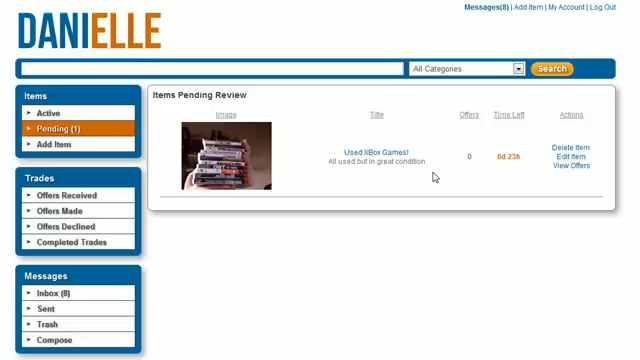 Messages(8) | Add Item | My Account | Log Out
DANIELLE
All Categories
Search
Items
Active
Pending (1)
Add Item
Trades
Offers Received
Offers Made
Offers Declined
Completed Trades
Messages
Inbox (8)
Sent
Trash
Compose
Items Pending Review
Image Title Offers Time Left Actions
Used XBox Games!
All used but in great condition
0
6d 23h
Delete Item
Edit Item
View Offers